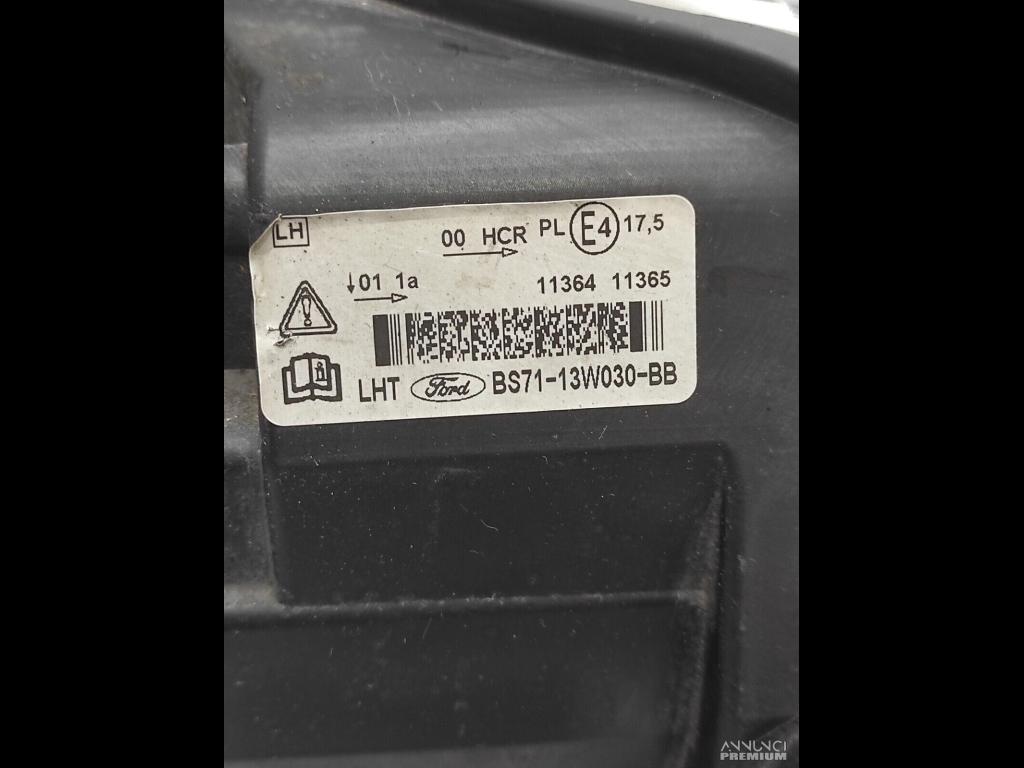 LH
00 HCR PL E4 17,5
01 1a
11364 11365
LHT Ford BS71-13W030-BB
ANNUNCI
PREMIUM